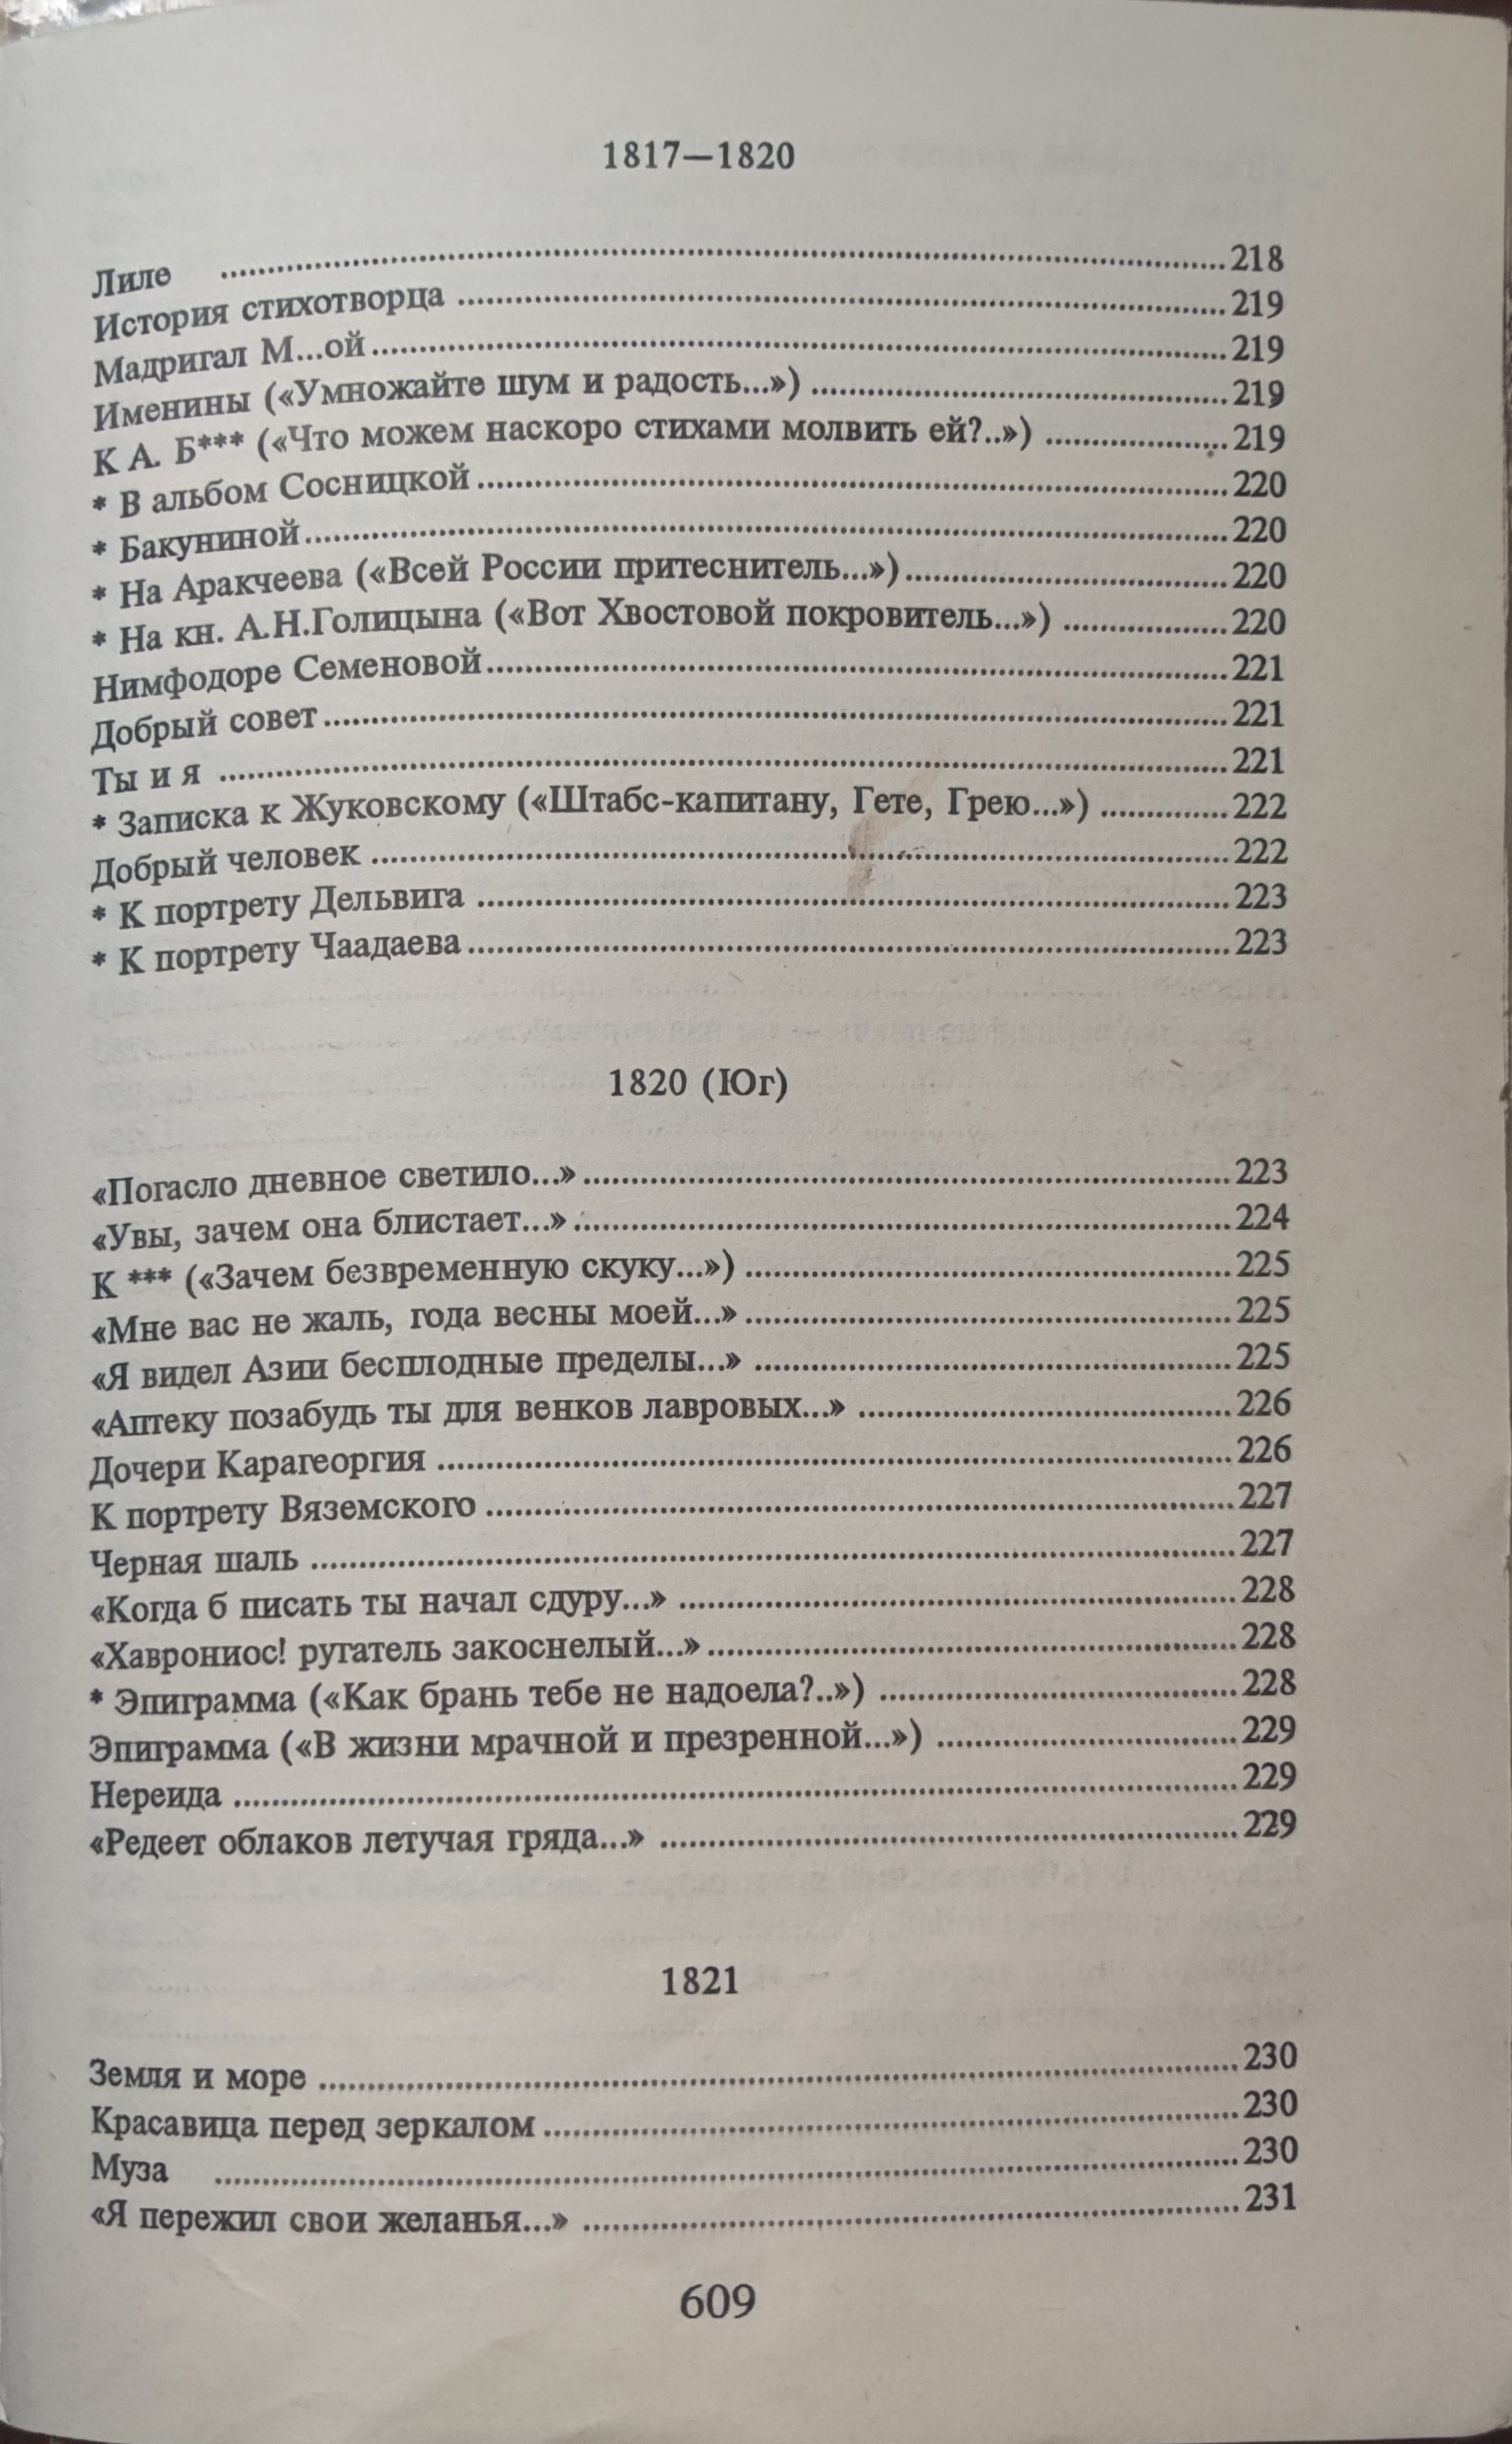 1817—1820
Лиле ..... 218
История стихотворца ..... 219
Мадригал М...ой ..... 219
Именины («Умножайте шум и радость...») ..... 219
К А. Б*** («Что можем наскоро стихами молвить ей?..») ..... 219
* В альбом Сосницкой ..... 220
* Бакуниной ..... 220
* На Аракчеева («Всей России притеснитель...») ..... 220
* На кн. А.Н.Голицына («Вот Хвостовой покровитель...») ..... 220
Нимфодоре Семеновой ..... 221
Добрый совет ..... 221
Ты и я ..... 221
* Записка к Жуковскому («Штабс-капитану, Гете, Грею...») ..... 222
Добрый человек ..... 222
* К портрету Дельвига ..... 223
* К портрету Чаадаева ..... 223
1820 (Юг)
«Погасло дневное светило...» ..... 223
«Увы, зачем она блистает...» ..... 224
К *** («Зачем безвременную скуку...») ..... 225
«Мне вас не жаль, года весны моей...» ..... 225
«Я видел Азии бесплодные пределы...» ..... 225
«Аптеку позабудь ты для венков лавровых...» ..... 226
Дочери Карагеоргия ..... 226
К портрету Вяземского ..... 227
Черная шаль ..... 227
«Когда б писать ты начал сдуру...» ..... 228
«Хаврониос! ругатель закоснелый...» ..... 228
* Эпиграмма («Как брань тебе не надоела?..») ..... 228
Эпиграмма («В жизни мрачной и презренной...») ..... 229
Нереида ..... 229
«Редеет облаков летучая гряда...» ..... 229
1821
Земля и море ..... 230
Красавица перед зеркалом ..... 230
Муза ..... 230
«Я пережил свои желанья...» ..... 231
609